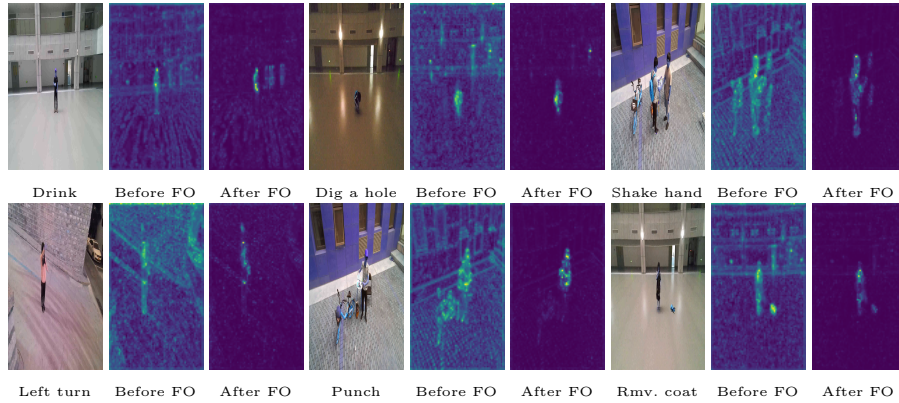 Drink Before FO After FO Dig a hole Before FO After FO Shake hand Before FO After FO
Left turn Before FO After FO Punch Before FO After FO Rmv. coat Before FO After FO